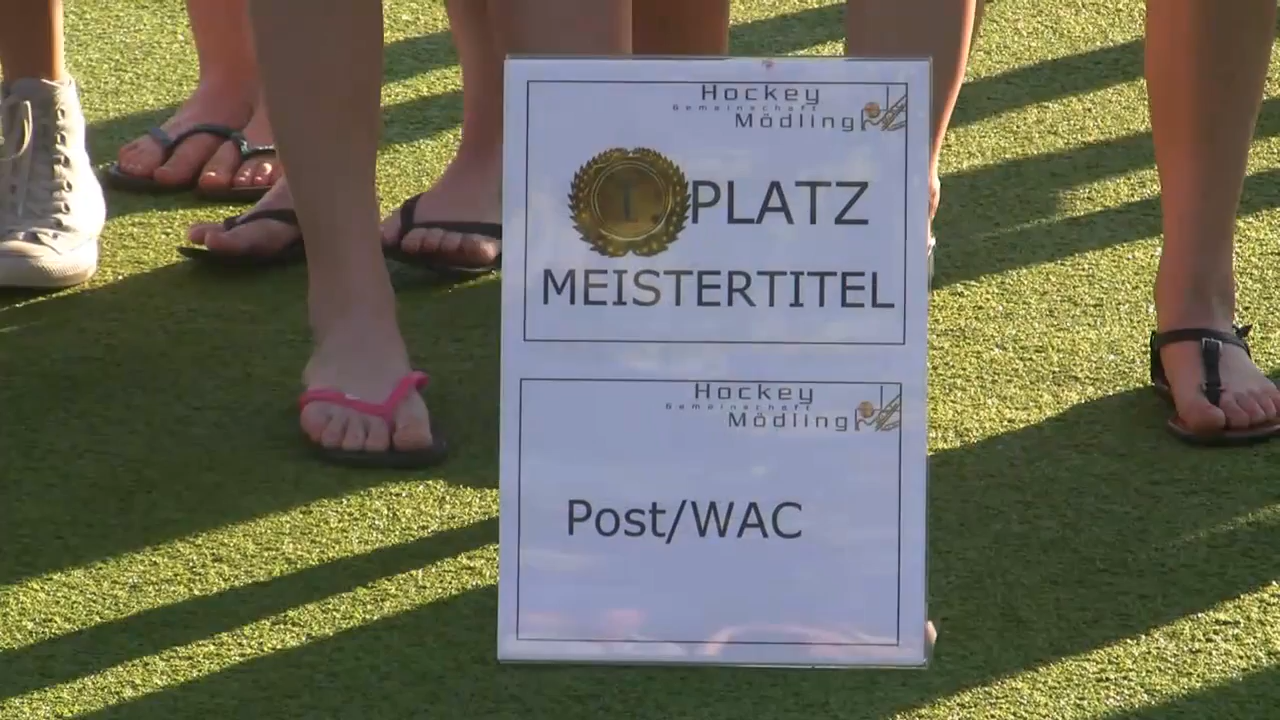 Hockey
Gemeinschaft
Mödling
1. PLATZ
MEISTERTITEL
Hockey
Gemeinschaft
Mödling
Post/WAC